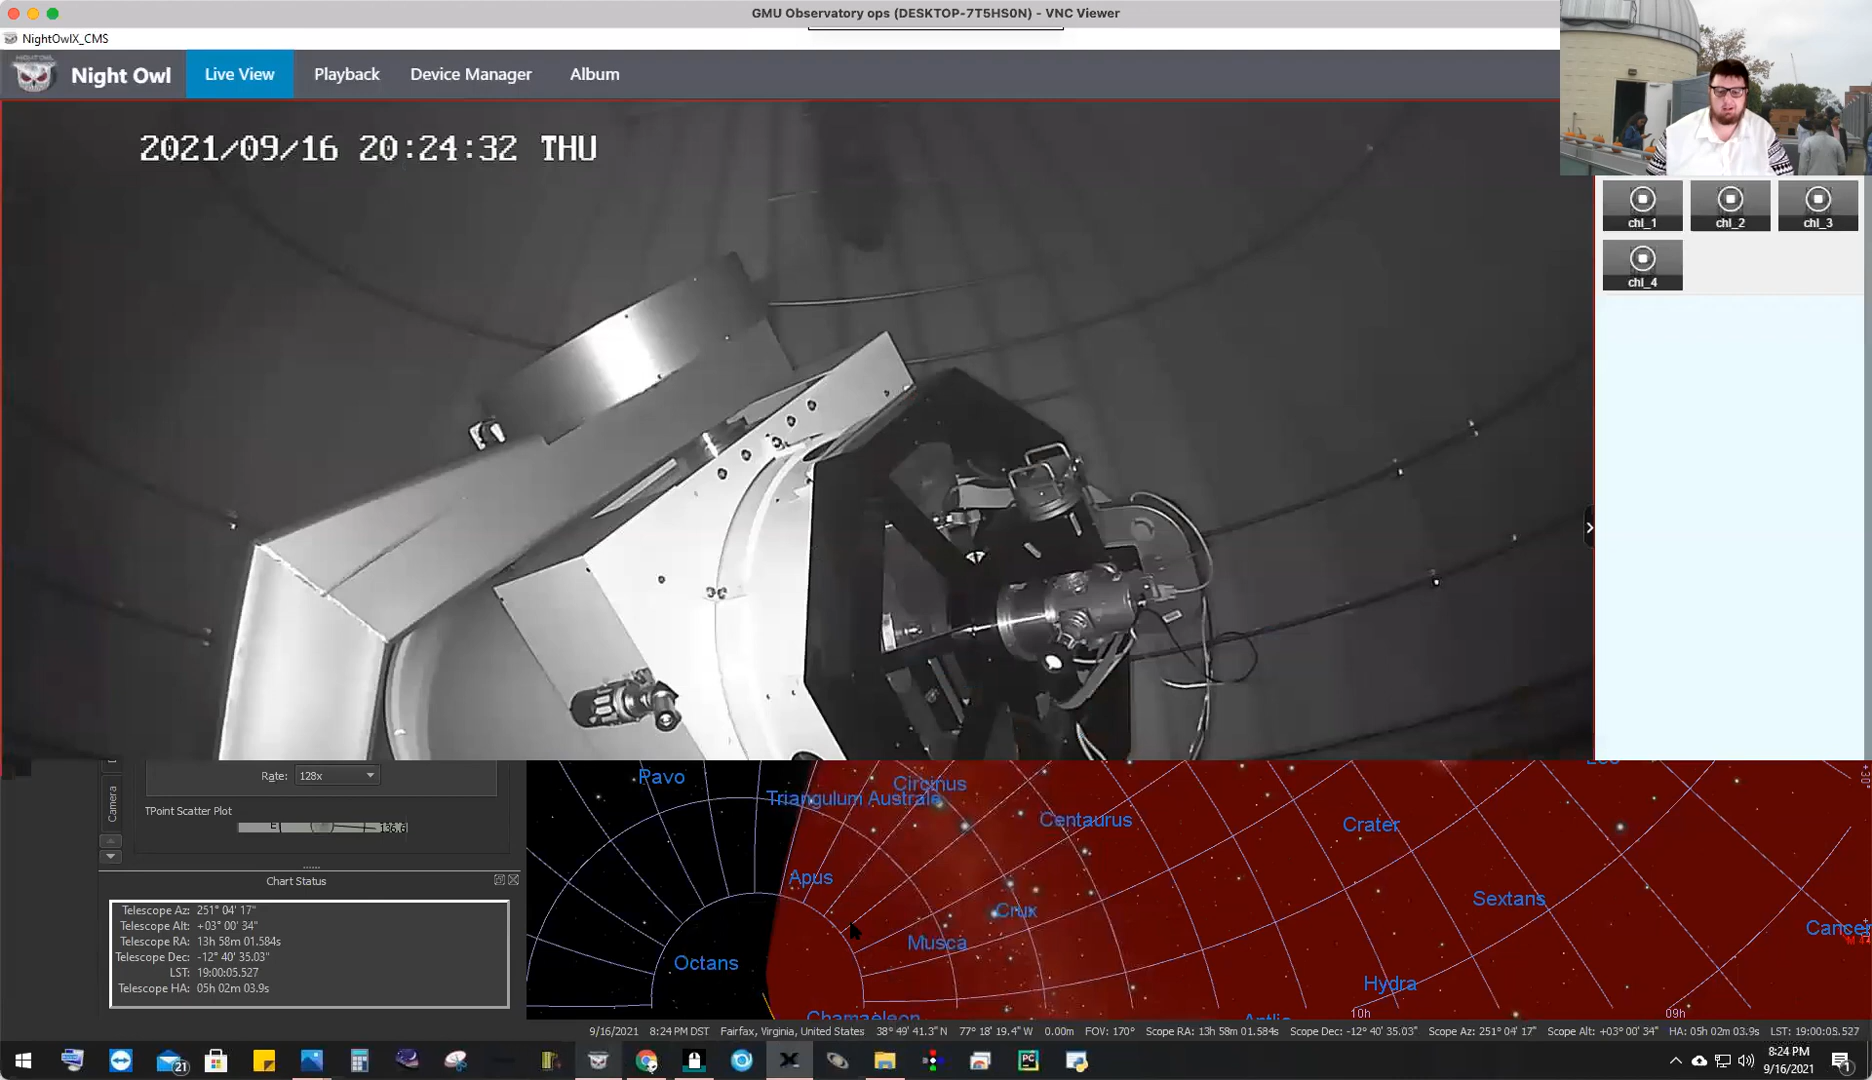 GMU Observatory ops (DESKTOP-7T5HS0N) - VNC Viewer
NightOwlX_CMS
Night Owl
Live View
Playback
Device Manager
Album
2021/09/16 20:24:32 THU
chl_1
chl_2
chl_3
chl_4
Rate: 128x
Camera
TPoint Scatter Plot
E
136.6
Chart Status
Telescope Az: 251° 04' 17"
Telescope Alt: +03° 00' 34"
Telescope RA: 13h 58m 01.584s
Telescope Dec: -12° 40' 35.03"
LST: 19:00:05.527
Telescope HA: 05h 02m 03.9s
Pavo
Circinus
Triangulum Australe
Centaurus
Crater
Apus
Crux
Sextans
Musca
Cancer
Octans
Hydra
Chamaeleon
Antlia
10h
09h
+30°
9/16/2021 8:24 PM DST Fairfax, Virginia, United States 38° 49' 41.3" N 77° 18' 19.4" W 0.00m FOV: 170° Scope RA: 13h 58m 01.584s Scope Dec: -12° 40' 35.03" Scope Az: 251° 04' 17" Scope Alt: +03° 00' 34" HA: 05h 02m 03.9s LST: 19:00:05.527
21
PC
8:24 PM
9/16/2021
1